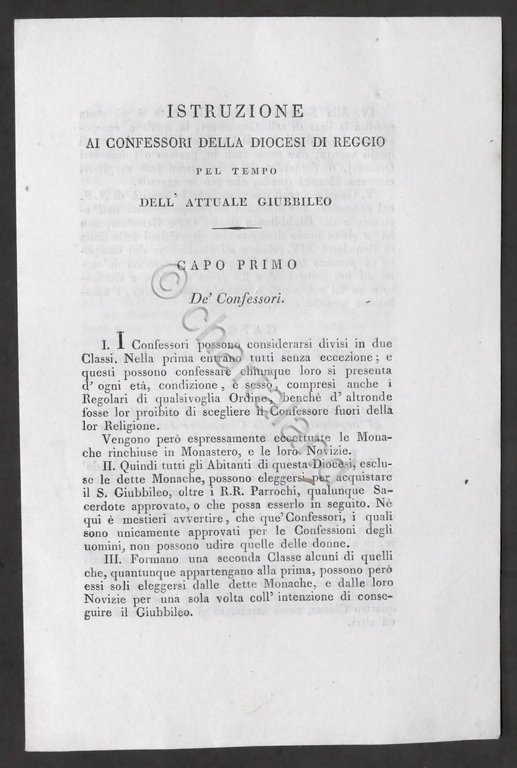 ISTRUZIONE
AI CONFESSORI DELLA DIOCESI DI REGGIO
PEL TEMPO
DELL' ATTUALE GIUBBILEO
CAPO PRIMO
De' Confessori.
I. I Confessori possono considerarsi divisi in due
Classi. Nella prima entrano tutti senza eccezione; e
questi possono confessare chiunque loro si presenta
d' ogni età, condizione, e sesso, compresi anche i
Regolari di qualsivoglia Ordine, benchè d' altronde
fosse lor proibito di scegliere il Confessore fuori della
lor Religione.
Vengono però espressamente eccettuate le Mona-
che rinchiuse in Monastero, e le loro Novizie.
II. Quindi tutti gli Abitanti di questa Diocesi, esclu-
se le dette Monache, possono eleggersi per acquistare
il S. Giubbileo, oltre i R.R. Parrochi, qualunque Sa-
cerdote approvato, o che possa esserlo in seguito. Nè
quì è mestieri avvertire, che que' Confessori, i quali
sono unicamente approvati per le Confessioni degli
uomini, non possono udire quelle delle donne.
III. Formano una seconda Classe alcuni di quelli
che, quantunque appartengano alla prima, possono però
essi soli eleggersi dalle dette Monache, e dalle loro
Novizie per una sola volta coll' intenzione di conse-
guire il Giubbileo.